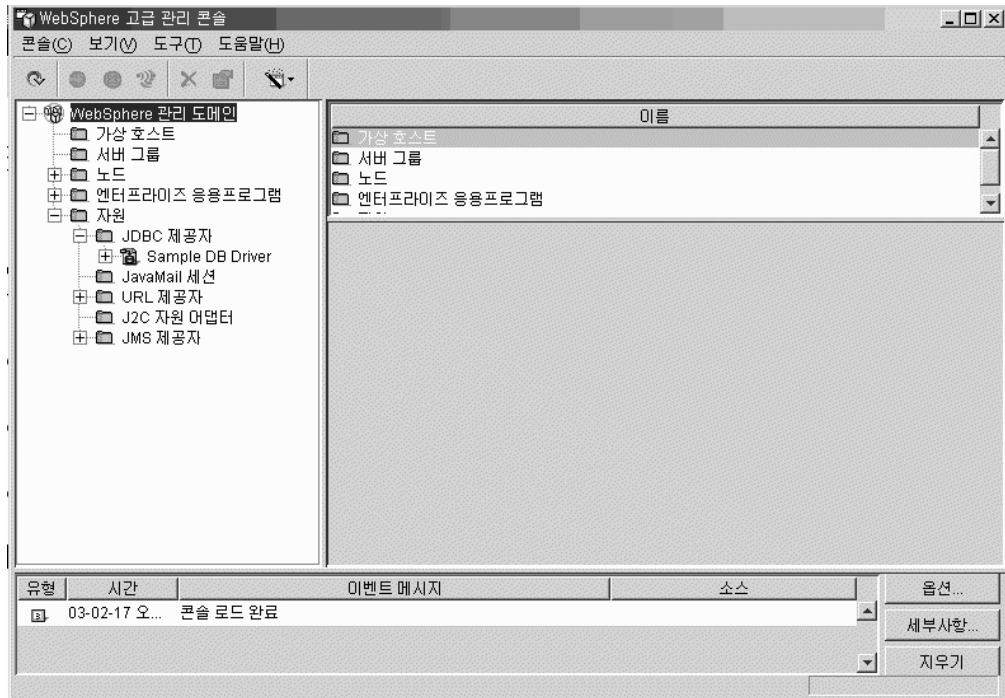 WebSphere 고급 관리 콘솔
콘솔(C) 보기(V) 도구(T) 도움말(H)
WebSphere 관리 도메인
가상 호스트
서버 그룹
노드
엔터프라이즈 응용프로그램
자원
JDBC 제공자
Sample DB Driver
JavaMail 세션
URL 제공자
J2C 자원 어댑터
JMS 제공자
이름
가상 호스트
서버 그룹
노드
엔터프라이즈 응용프로그램
유형 시간 이벤트 메시지 소스
03-02-17 오... 콘솔 로드 완료
옵션...
세부사항...
지우기